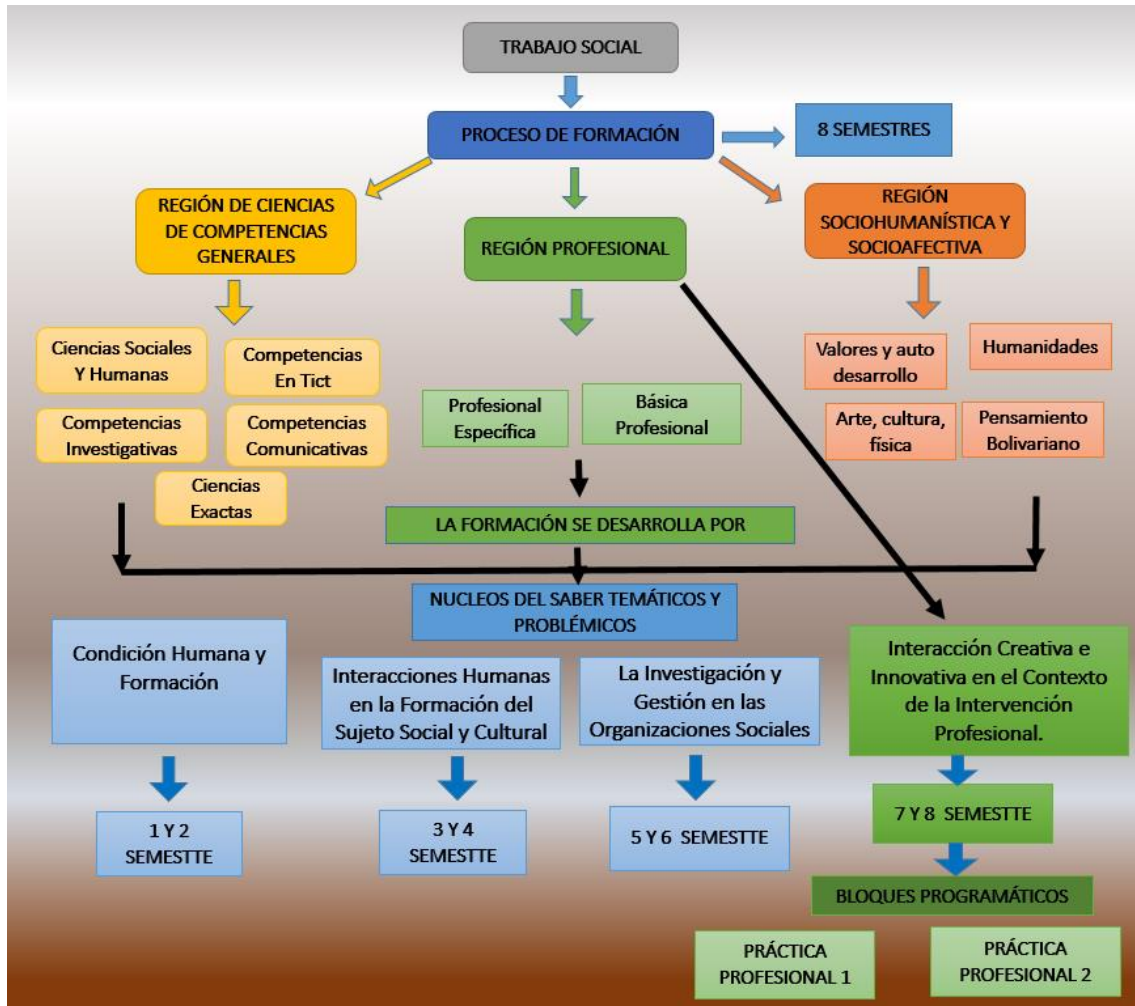 TRABAJO SOCIAL
PROCESO DE FORMACIÓN
8 SEMESTRES
REGIÓN DE CIENCIAS
DE COMPETENCIAS
GENERALES
REGIÓN PROFESIONAL
REGIÓN
SOCIOHUMANÍSTICA Y
SOCIOAFECTIVA
Ciencias Sociales
Y Humanas
Competencias
En Tict
Competencias
Investigativas
Competencias
Comunicativas
Ciencias
Exactas
Profesional
Específica
Básica
Profesional
Valores y auto
desarrollo
Humanidades
Arte, cultura,
física
Pensamiento
Bolivariano
LA FORMACIÓN SE DESARROLLA POR
NUCLEOS DEL SABER TEMÁTICOS Y
PROBLÉMICOS
Condición Humana y
Formación
Interacciones Humanas
en la Formación del
Sujeto Social y Cultural
La Investigación y
Gestión en las
Organizaciones Sociales
Interacción Creativa e
Innovativa en el Contexto
de la Intervención
Profesional.
1 Y 2
SEMESTTE
3 Y 4
SEMESTTE
5 Y 6 SEMESTTE
7 Y 8 SEMESTTE
BLOQUES PROGRAMÁTICOS
PRÁCTICA
PROFESIONAL 1
PRÁCTICA
PROFESIONAL 2